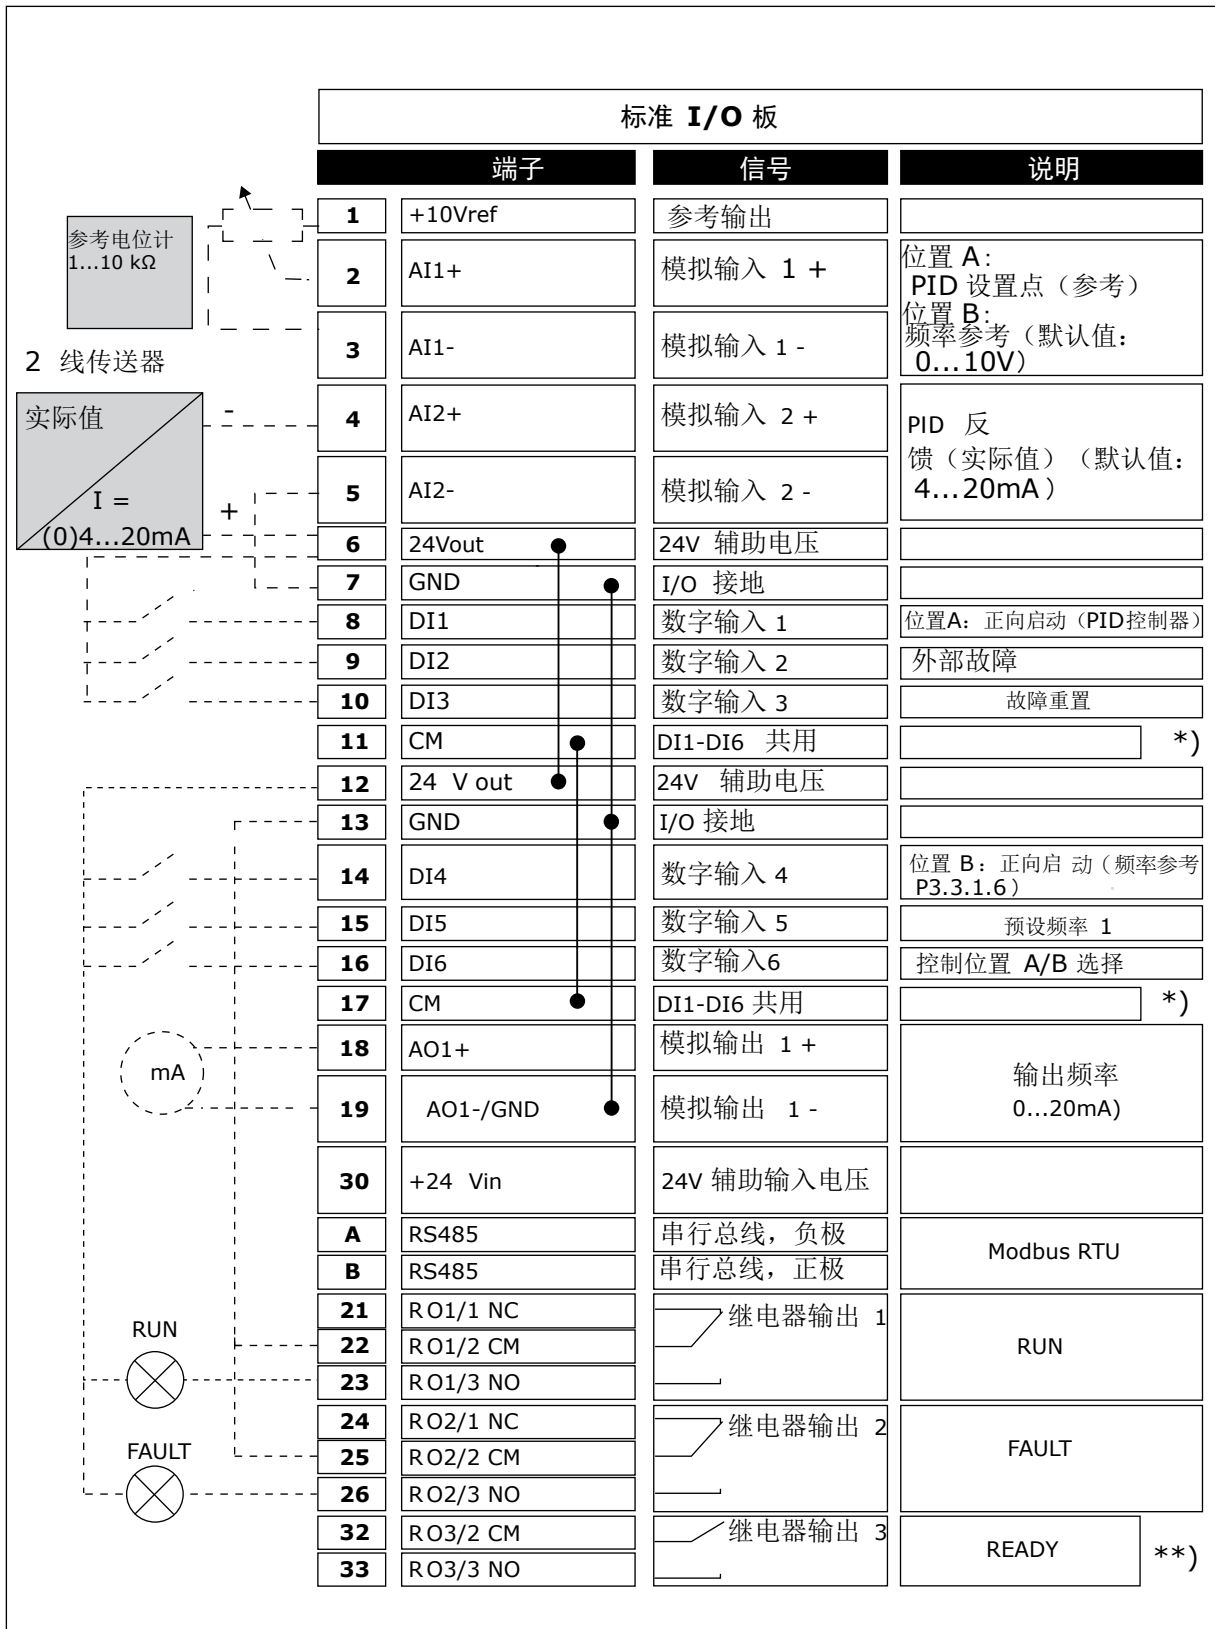 标准 I/O 板
端子 信号 说明
1 +10Vref 参考输出
参考电位计
1...10 kΩ
2 AI1+ 模拟输入 1 +
位置 A:
PID 设置点（参考）
位置 B:
频率参考（默认值:
0...10V）
3 AI1- 模拟输入 1 -
2 线传送器
实际值
I =
(0)4...20mA
-
+
4 AI2+ 模拟输入 2 +
PID 反
馈（实际值）（默认值:
4...20mA）
5 AI2- 模拟输入 2 -
6 24Vout 24V 辅助电压
7 GND I/O 接地
8 DI1 数字输入 1 位置A: 正向启动（PID控制器）
9 DI2 数字输入 2 外部故障
10 DI3 数字输入 3 故障重置
11 CM DI1-DI6 共用 *)
12 24 V out 24V 辅助电压
13 GND I/O 接地
14 DI4 数字输入 4
位置 B: 正向启 动（频率参考
P3.3.1.6）
15 DI5 数字输入 5 预设频率 1
16 DI6 数字输入6 控制位置 A/B 选择
17 CM DI1-DI6 共用 *)
18 AO1+ 模拟输出 1 +
mA
输出频率
0...20mA)
19 AO1-/GND 模拟输出 1 -
30 +24 Vin 24V 辅助输入电压
A RS485 串行总线，负极
Modbus RTU
B RS485 串行总线，正极
21 RO1/1 NC 继电器输出 1
RUN
22 RO1/2 CM RUN
23 RO1/3 NO
24 RO2/1 NC 继电器输出 2
FAULT
25 RO2/2 CM FAULT
26 RO2/3 NO
32 RO3/2 CM 继电器输出 3
READY **)
33 RO3/3 NO